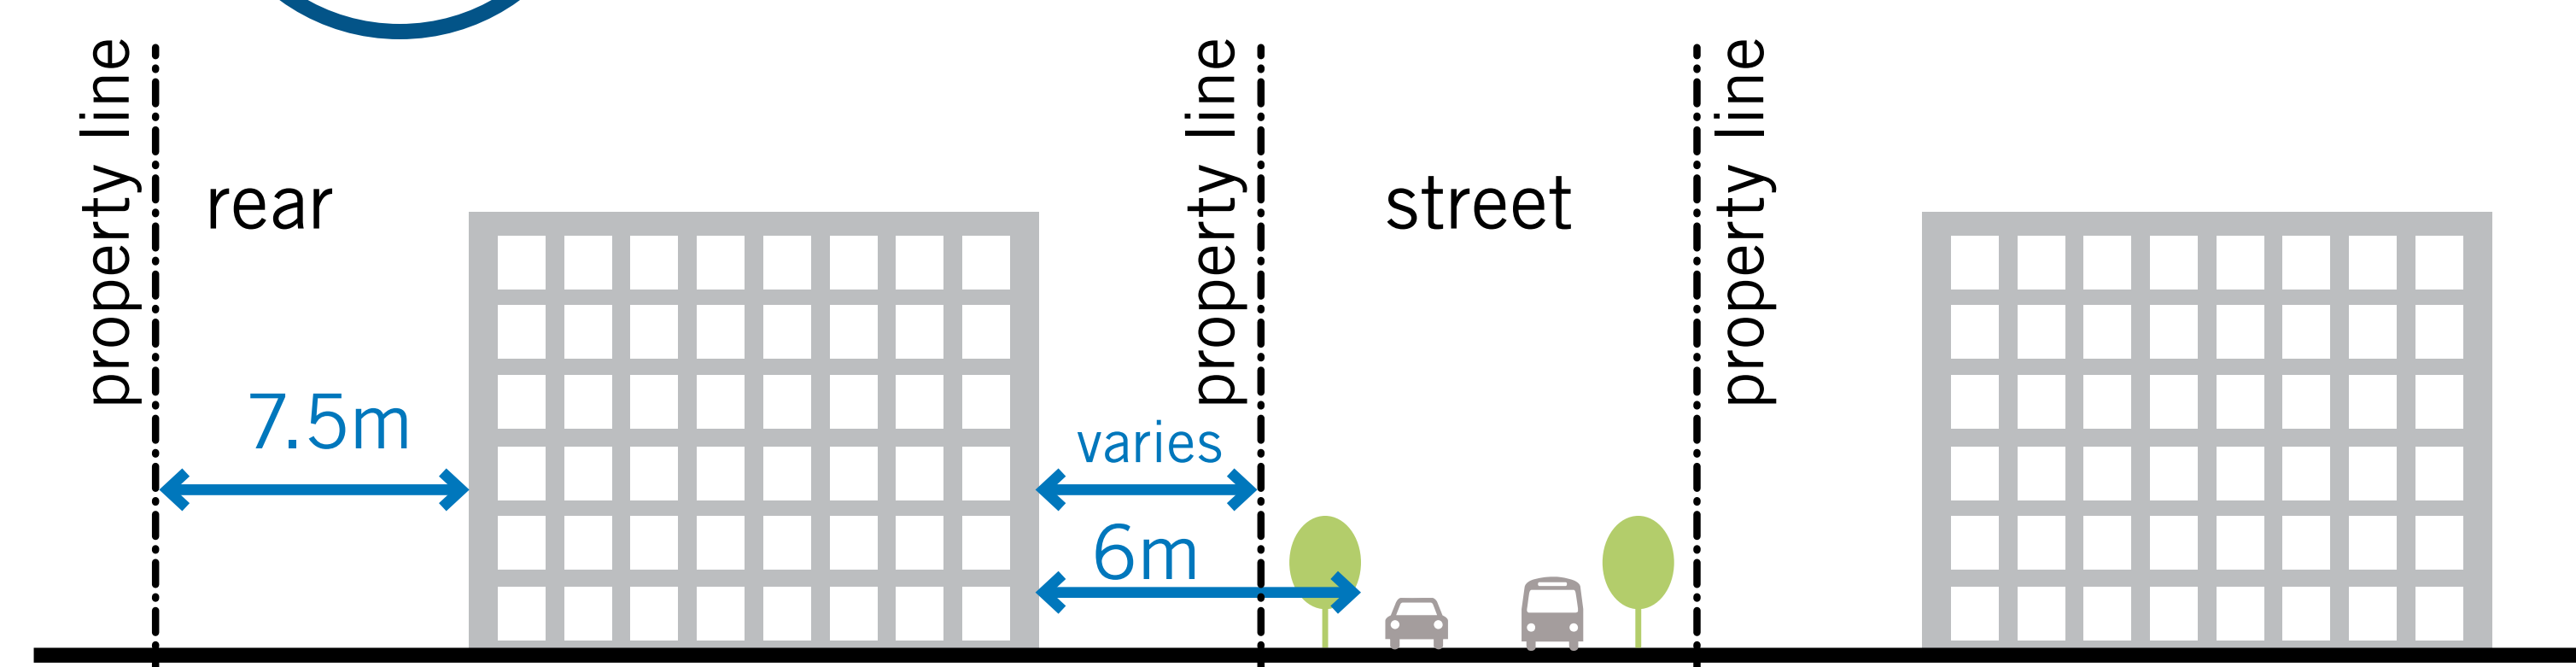 property line
rear
7.5m
varies
6m
property line
street
property line